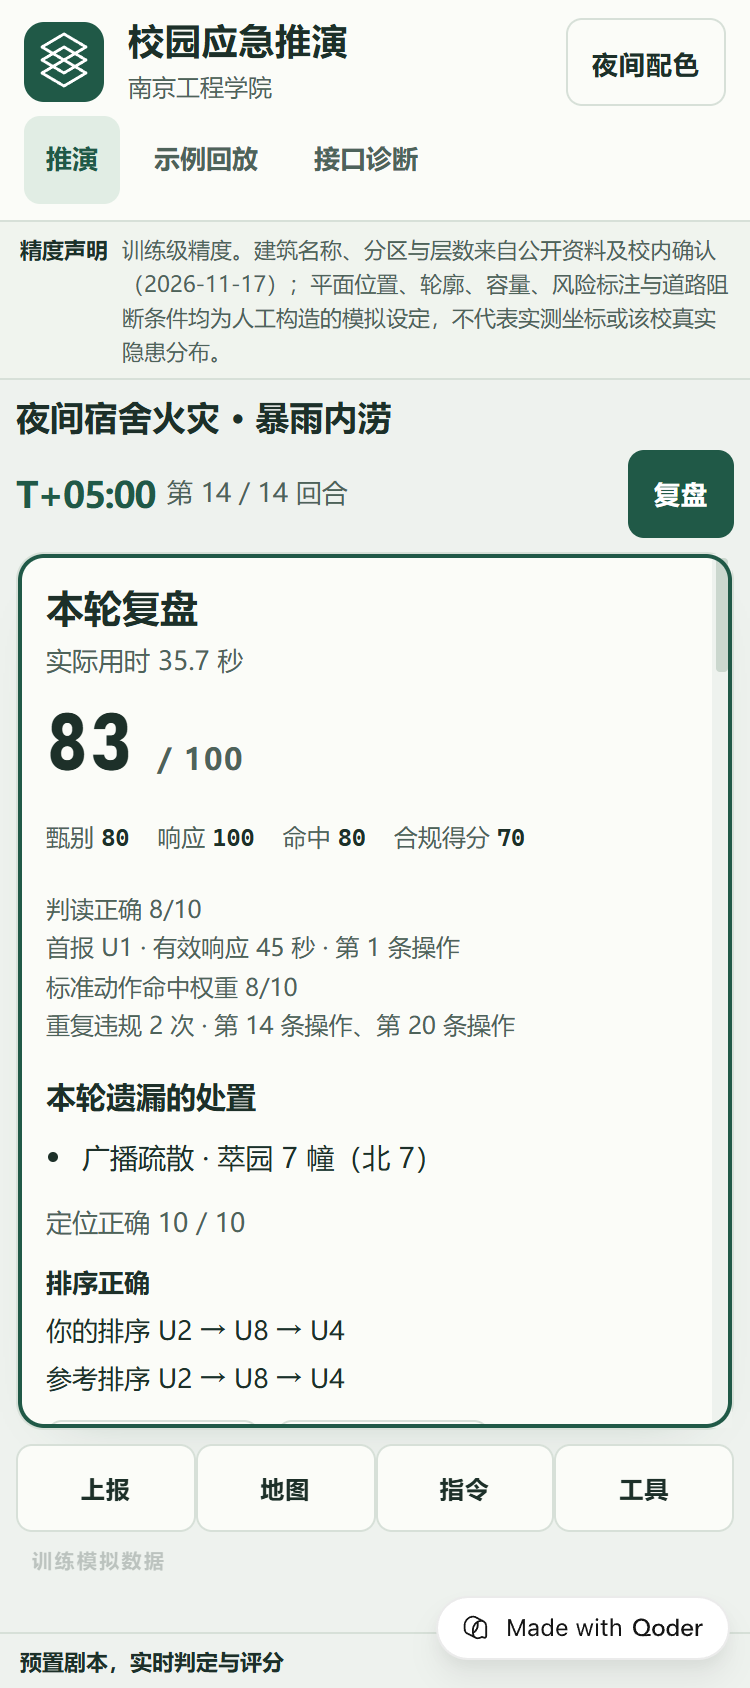 校园应急推演
南京工程学院
夜间配色
推演 示例回放 接口诊断
精度声明 训练级精度。建筑名称、分区与层数来自公开资料及校内确认
（2026-11-17）；平面位置、轮廓、容量、风险标注与道路阻
断条件均为人工构造的模拟设定，不代表实测坐标或该校真实
隐患分布。
夜间宿舍火灾 • 暴雨内涝
T+05:00 第 14 / 14 回合
复盘
本轮复盘
实际用时 35.7 秒
83 / 100
甄别 80 响应 100 命中 80 合规得分 70
判读正确 8/10
首报 U1 · 有效响应 45 秒 · 第 1 条操作
标准动作命中权重 8/10
重复违规 2 次 · 第 14 条操作、第 20 条操作
本轮遗漏的处置
• 广播疏散 · 萃园 7 幢（北 7）
定位正确 10 / 10
排序正确
你的排序 U2 → U8 → U4
参考排序 U2 → U8 → U4
上报 地图 指令 工具
训练模拟数据
Made with Qoder
预置剧本，实时判定与评分